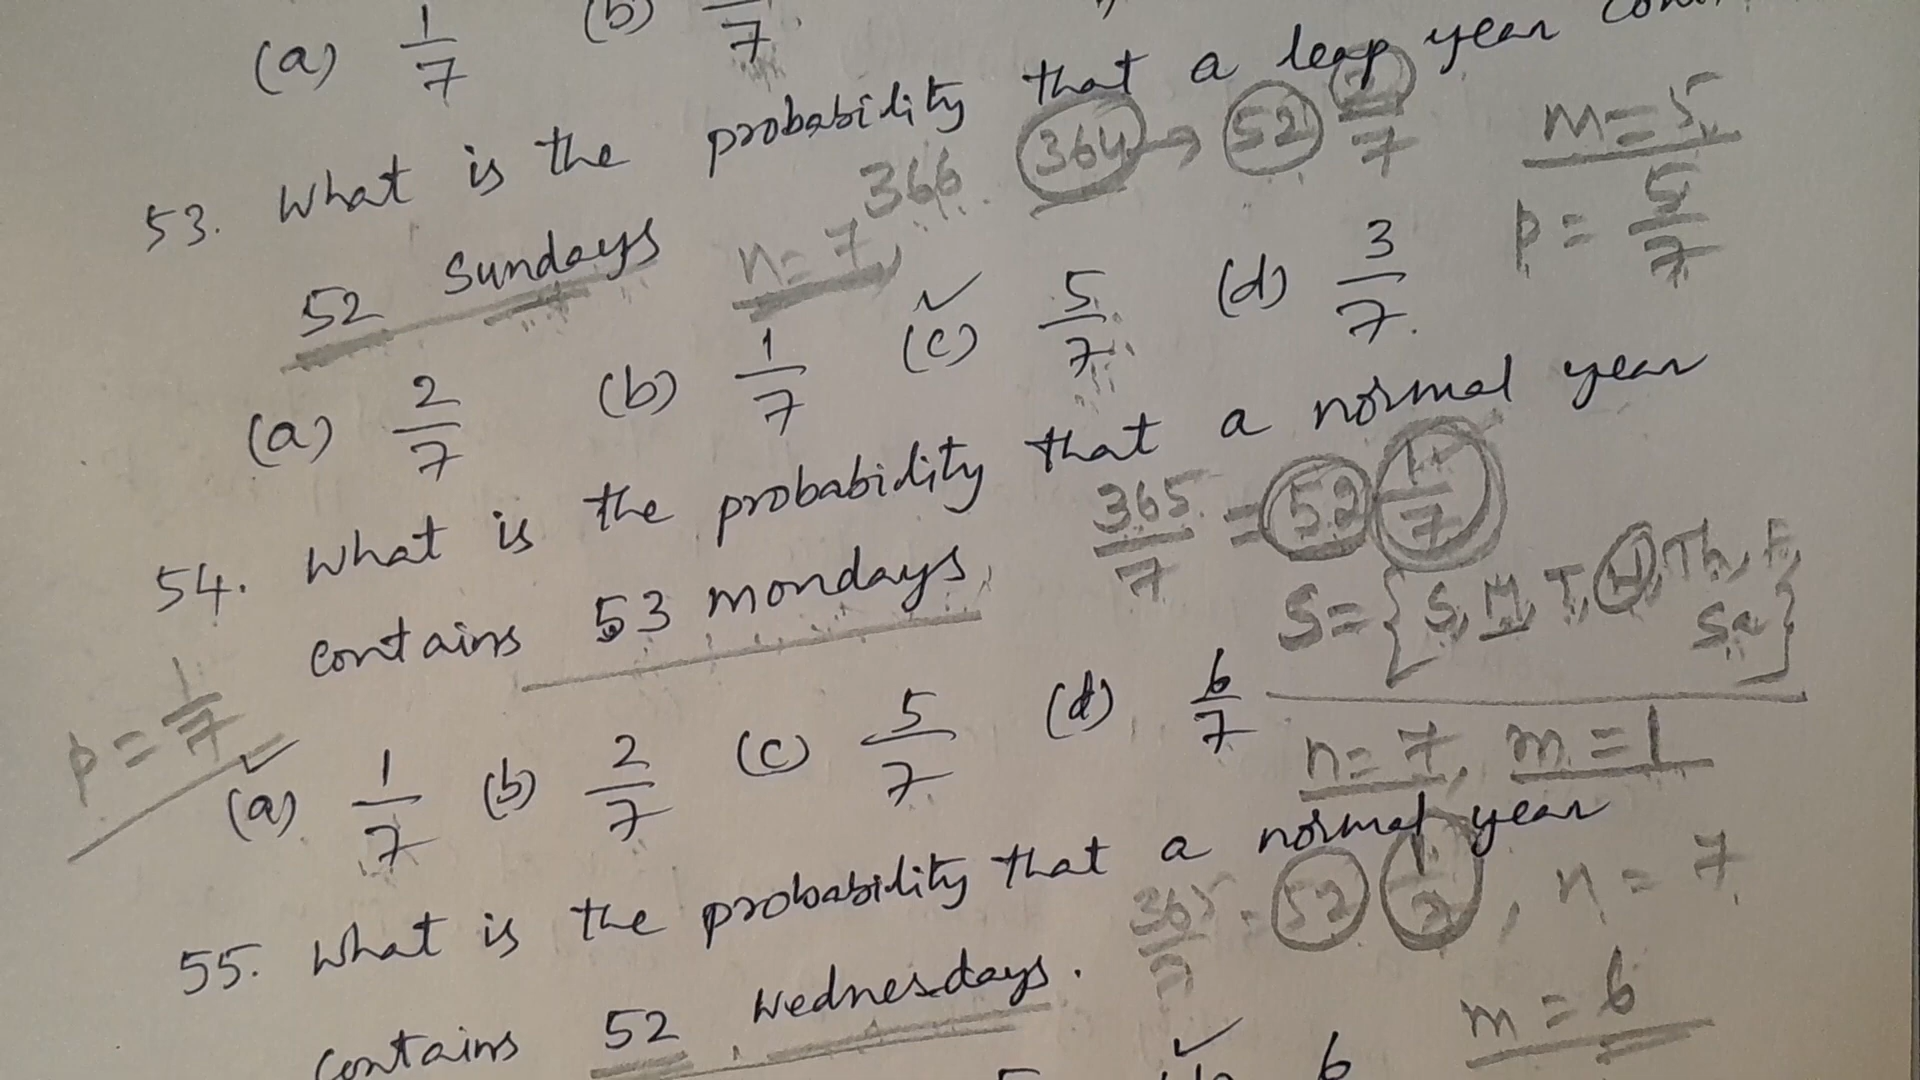 (a) 1/7 (b) /7
53. What is the probability that a leap year
366 364 → 52 2/7 m=5
52 Sundays n=7, p= 5/7
(a) 2/7 (b) 1/7 (c) 5/7 (d) 3/7.
54. What is the probability that a normal year
365/7 = 52 1/7
contains 53 mondays
S= {S, M, T, W, Th, F, Sa}
p= 1/7
(a) 1/7 (b) 2/7 (c) 5/7 (d) 6/7
n=7, m=1
55. What is the probability that a normal year
365/7 = 52 1/2, n=7
contains 52 Wednesdays.
m=6
6